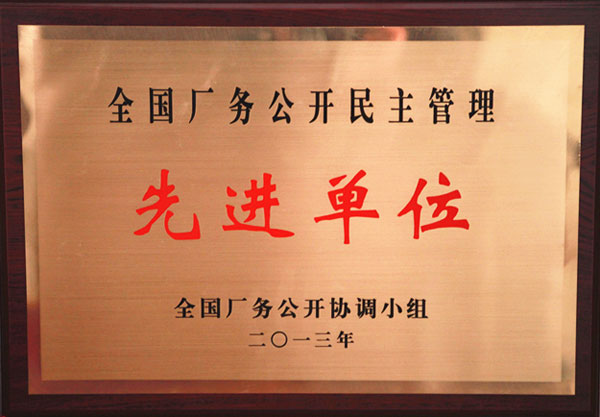 全国厂务公开民主管理
先进单位
全国厂务公开协调小组
二〇一三年